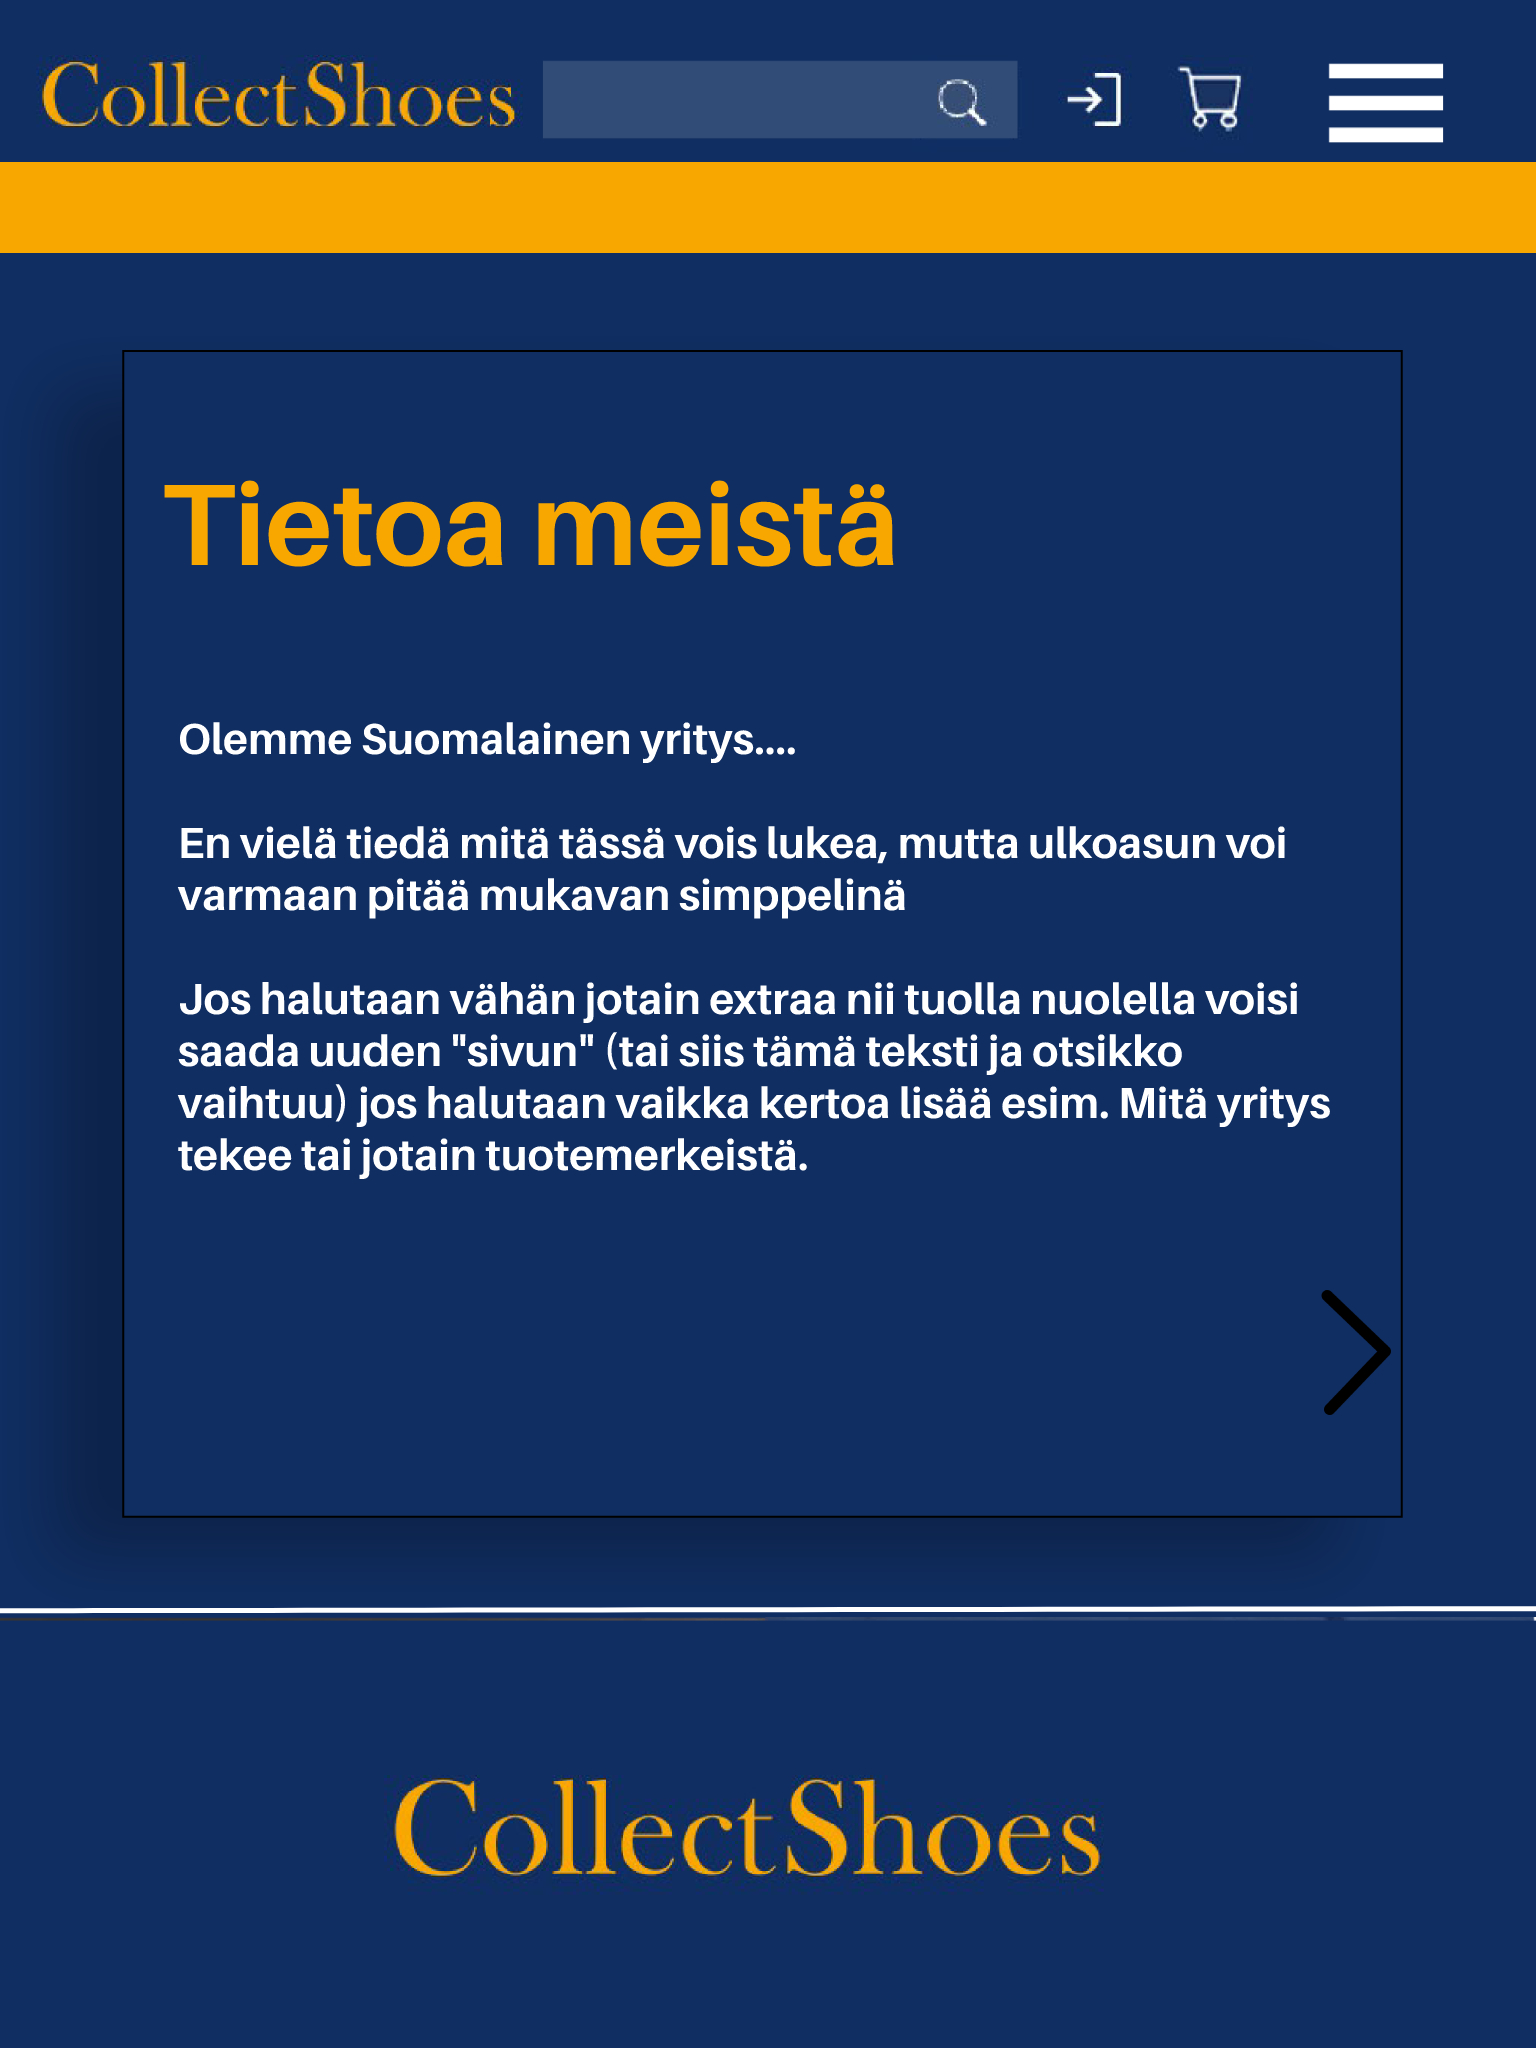 CollectShoes
Tietoa meistä
Olemme Suomalainen yritys....
En vielä tiedä mitä tässä vois lukea, mutta ulkoasun voi
varmaan pitää mukavan simppelinä
Jos halutaan vähän jotain extraa nii tuolla nuolella voisi
saada uuden "sivun" (tai siis tämä teksti ja otsikko
vaihtuu) jos halutaan vaikka kertoa lisää esim. Mitä yritys
tekee tai jotain tuotemerkeistä.
CollectShoes